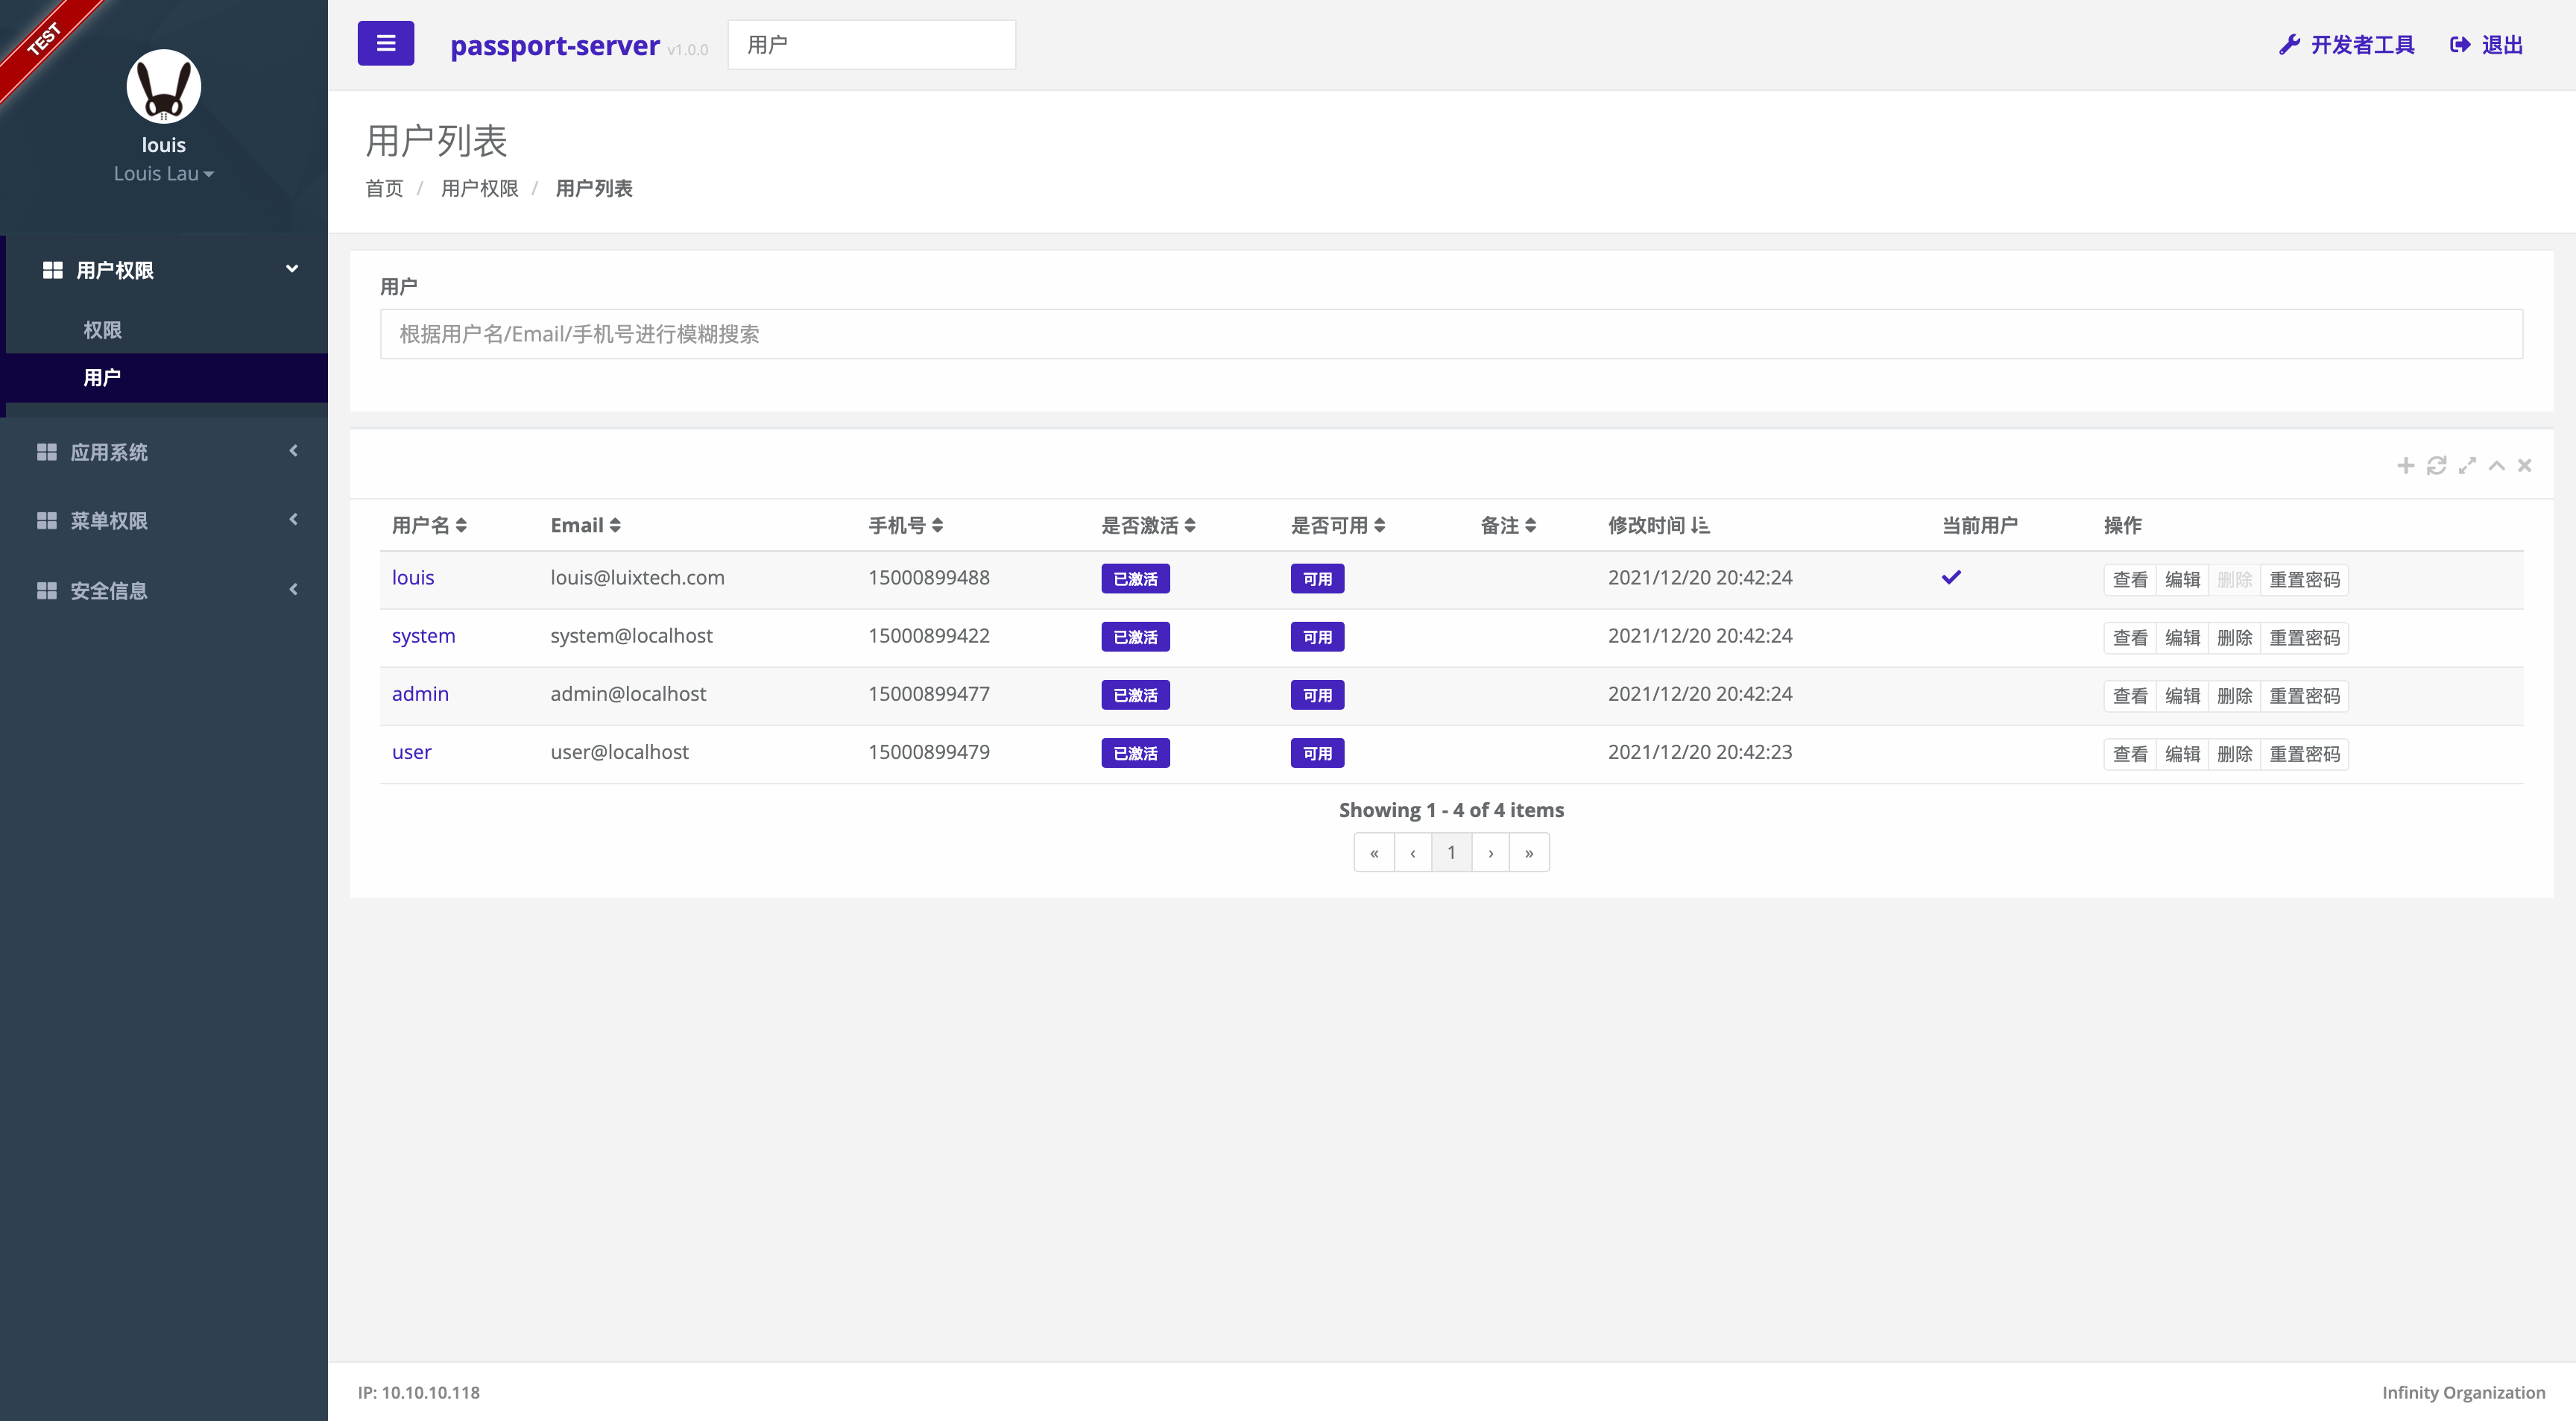 TEST
louis
Louis Lau
用户权限
权限
用户
应用系统
菜单权限
安全信息
passport-server v1.0.0
用户
开发者工具
退出
用户列表
首页 / 用户权限 / 用户列表
用户
根据用户名/Email/手机号进行模糊搜索
用户名 Email 手机号 是否激活 是否可用 备注 修改时间 当前用户 操作
louis louis@luixtech.com 15000899488 已激活 可用 2021/12/20 20:42:24 查看 编辑 删除 重置密码
system system@localhost 15000899422 已激活 可用 2021/12/20 20:42:24 查看 编辑 删除 重置密码
admin admin@localhost 15000899477 已激活 可用 2021/12/20 20:42:24 查看 编辑 删除 重置密码
user user@localhost 15000899479 已激活 可用 2021/12/20 20:42:23 查看 编辑 删除 重置密码
Showing 1 - 4 of 4 items
« ‹ 1 › »
IP: 10.10.10.118
Infinity Organization